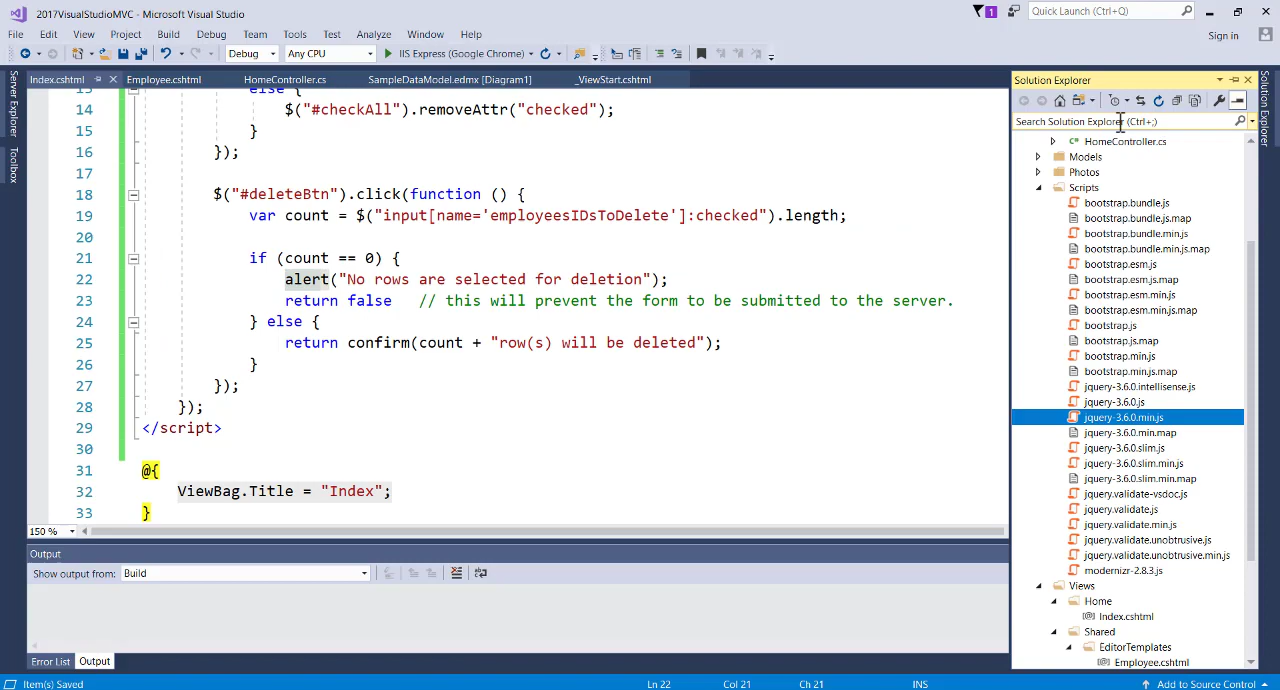 2017VisualStudioMVC - Microsoft Visual Studio
1
Quick Launch (Ctrl+Q)
File Edit View Project Build Debug Team Tools Test Analyze Window Help
Sign in
Debug Any CPU IIS Express (Google Chrome)
Server Explorer
Toolbox
Index.cshtml Employee.cshtml HomeController.cs SampleDataModel.edmx [Diagram1] _ViewStart.cshtml
13 else {
14 $("#checkAll").removeAttr("checked");
15 }
16 });
17
18 $("#deleteBtn").click(function () {
19 var count = $("input[name='employeesIDsToDelete']:checked").length;
20
21 if (count == 0) {
22 alert("No rows are selected for deletion");
23 return false // this will prevent the form to be submitted to the server.
24 } else {
25 return confirm(count + "row(s) will be deleted");
26 }
27 });
28 });
29 </script>
30
31 @{
32 ViewBag.Title = "Index";
33 }
150 %
Output
Show output from: Build
Error List Output
Item(s) Saved Ln 22 Col 21 Ch 21 INS Add to Source Control
Solution Explorer
Search Solution Explorer (Ctrl+;)
C# HomeController.cs
Models
Photos
Scripts
bootstrap.bundle.js
bootstrap.bundle.js.map
bootstrap.bundle.min.js
bootstrap.bundle.min.js.map
bootstrap.esm.js
bootstrap.esm.js.map
bootstrap.esm.min.js
bootstrap.esm.min.js.map
bootstrap.js
bootstrap.js.map
bootstrap.min.js
bootstrap.min.js.map
jquery-3.6.0.intellisense.js
jquery-3.6.0.js
jquery-3.6.0.min.js
jquery-3.6.0.min.map
jquery-3.6.0.slim.js
jquery-3.6.0.slim.min.js
jquery-3.6.0.slim.min.map
jquery.validate-vsdoc.js
jquery.validate.js
jquery.validate.min.js
jquery.validate.unobtrusive.js
jquery.validate.unobtrusive.min.js
modernizr-2.8.3.js
Views
Home
[@] Index.cshtml
Shared
EditorTemplates
[@] Employee.cshtml
Solution Explorer